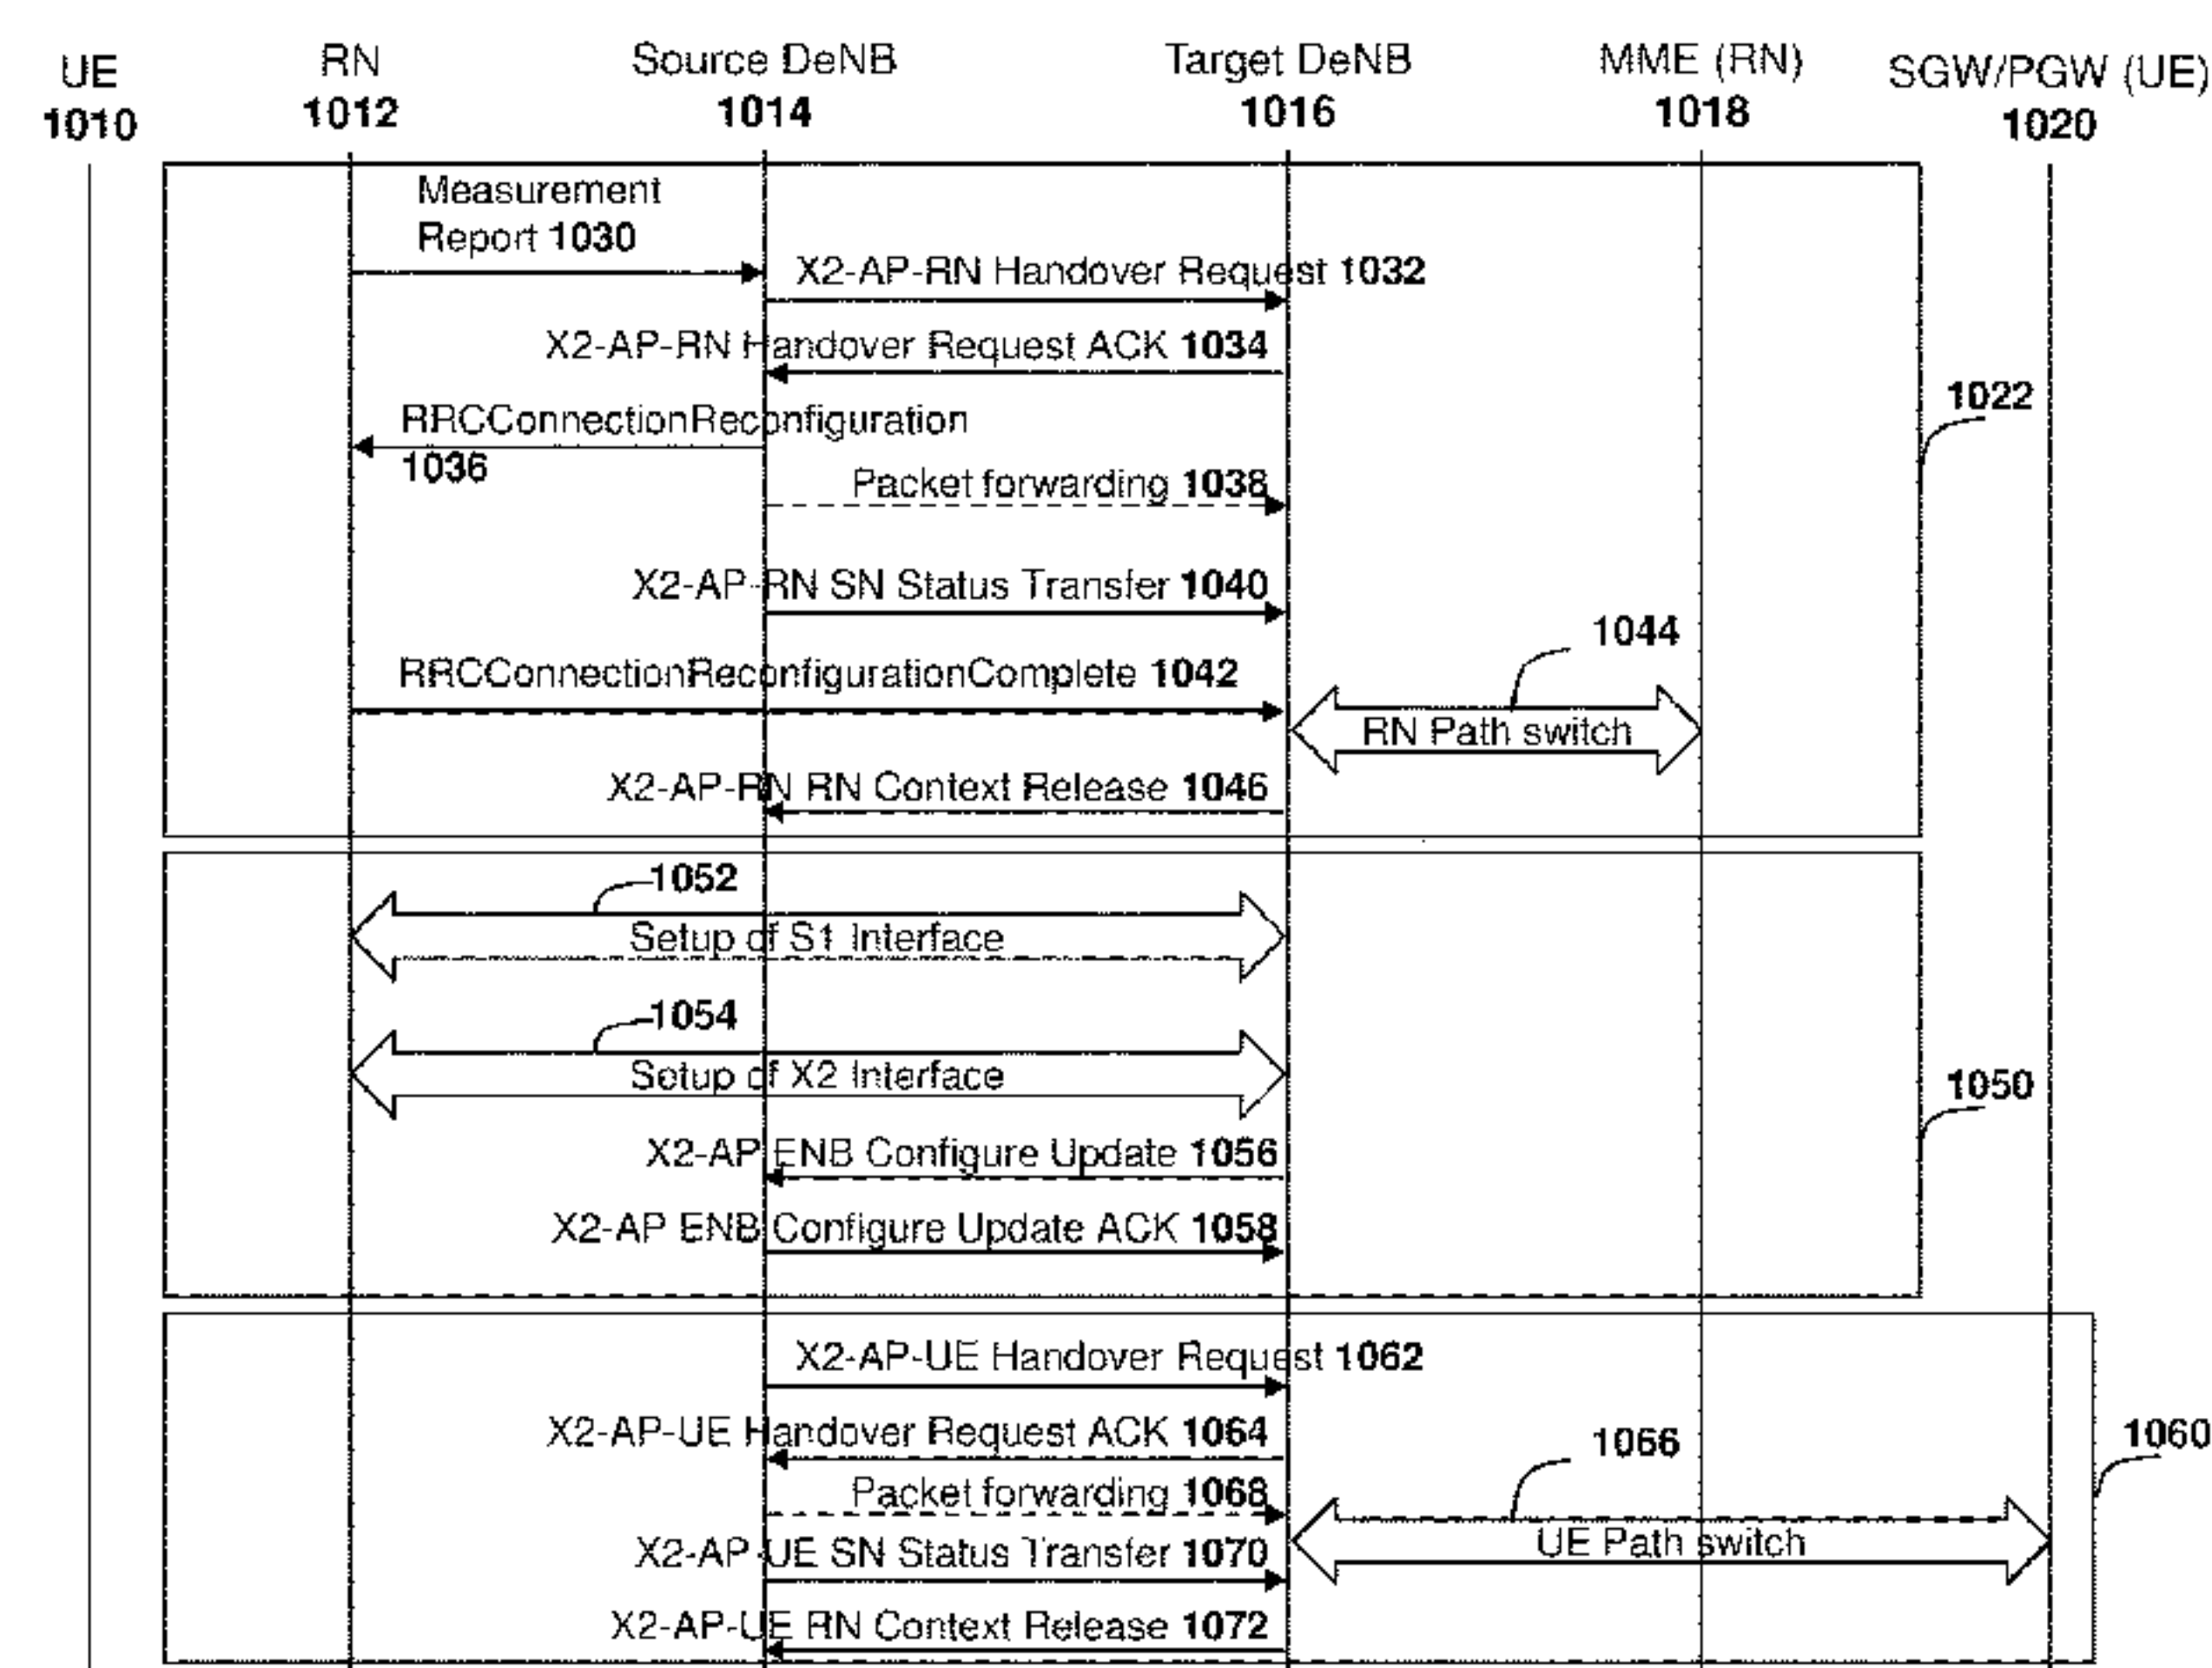 UE
1010
RN
1012
Source DeNB
1014
Target DeNB
1016
MME (RN)
1018
SGW/PGW (UE)
1020
Measurement
Report 1030
X2-AP-RN Handover Request 1032
X2-AP-RN Handover Request ACK 1034
1022
RRCConnectionReconfiguration
1036
Packet forwarding 1038
X2-AP-RN SN Status Transfer 1040
1044
RRCConnectionReconfigurationComplete 1042
RN Path switch
X2-AP-RN RN Context Release 1046
1052
Setup of S1 Interface
1054
Setup of X2 Interface
1050
X2-AP ENB Configure Update 1056
X2-AP ENB Configure Update ACK 1058
X2-AP-UE Handover Request 1062
X2-AP-UE Handover Request ACK 1064
1066
1060
Packet forwarding 1068
UE Path switch
X2-AP-UE SN Status Transfer 1070
X2-AP-UE RN Context Release 1072